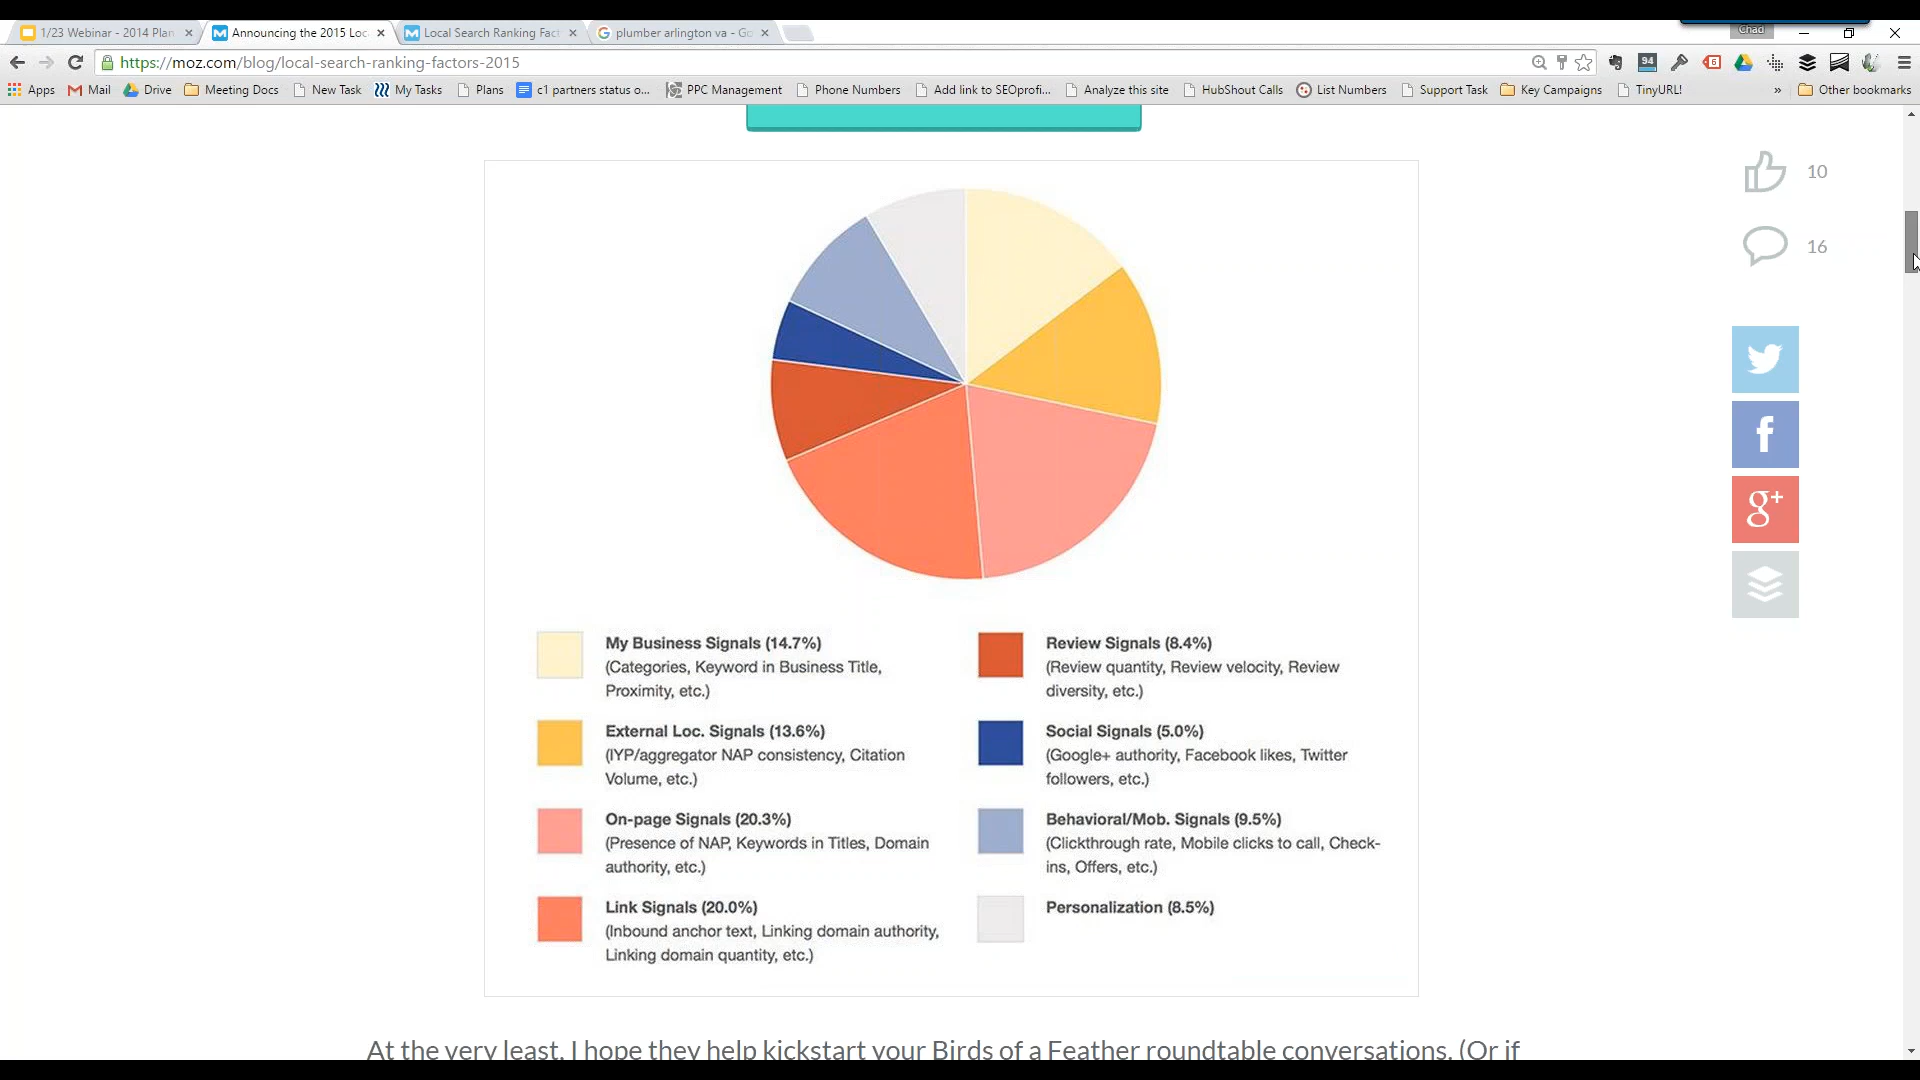 Chad
1/23 Webinar - 2014 Plan
Announcing the 2015 Loc
Local Search Ranking Fact
plumber arlington va - Go
https://moz.com/blog/local-search-ranking-factors-2015
94
6
Apps
Mail
Drive
Meeting Docs
New Task
My Tasks
Plans
c1 partners status o...
PPC Management
Phone Numbers
Add link to SEOprofi...
Analyze this site
HubShout Calls
List Numbers
Support Task
Key Campaigns
TinyURL!
»
Other bookmarks
10
16
f
g+
My Business Signals (14.7%)
(Categories, Keyword in Business Title,
Proximity, etc.)
External Loc. Signals (13.6%)
(IYP/aggregator NAP consistency, Citation
Volume, etc.)
On-page Signals (20.3%)
(Presence of NAP, Keywords in Titles, Domain
authority, etc.)
Link Signals (20.0%)
(Inbound anchor text, Linking domain authority,
Linking domain quantity, etc.)
Review Signals (8.4%)
(Review quantity, Review velocity, Review
diversity, etc.)
Social Signals (5.0%)
(Google+ authority, Facebook likes, Twitter
followers, etc.)
Behavioral/Mob. Signals (9.5%)
(Clickthrough rate, Mobile clicks to call, Check-
ins, Offers, etc.)
Personalization (8.5%)
At the very least, I hope they help kickstart your Birds of a Feather roundtable conversations. (Or if